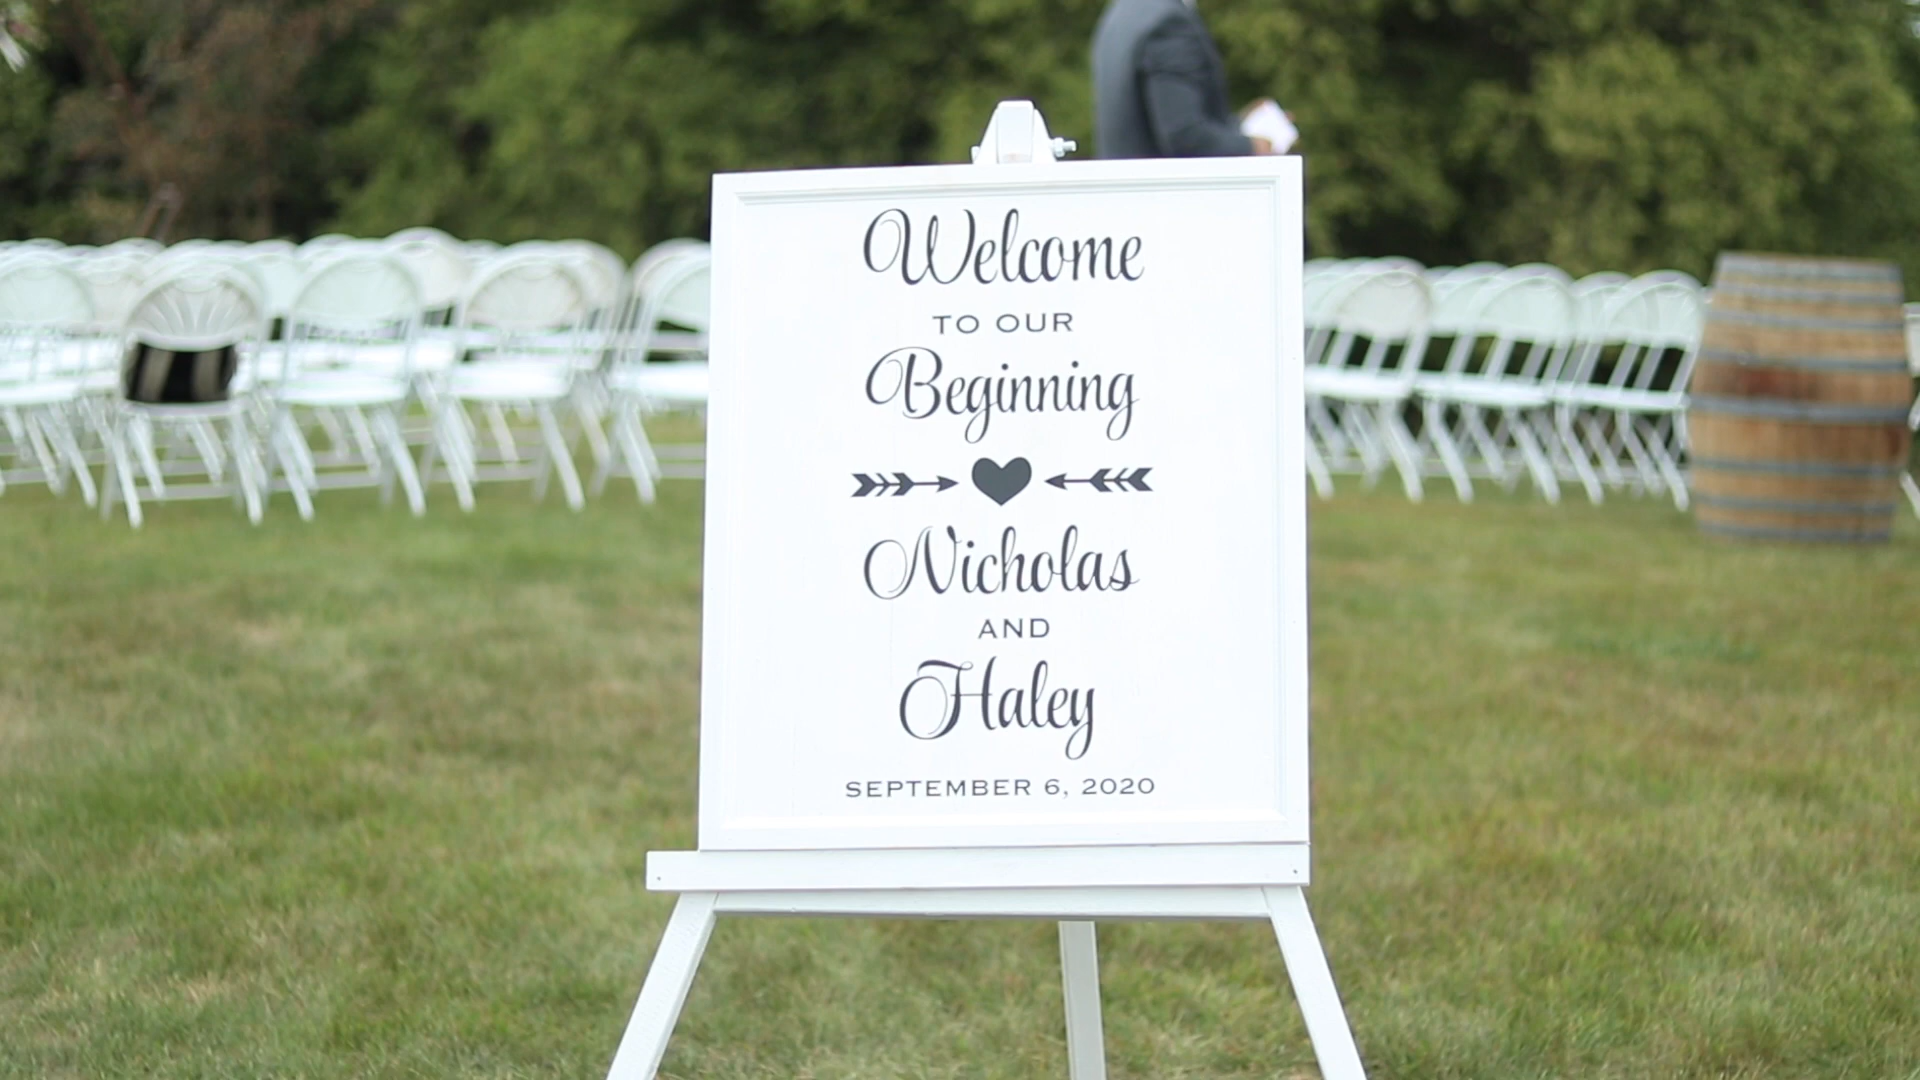 Welcome
TO OUR
Beginning
Nicholas
AND
Haley
SEPTEMBER 6, 2020